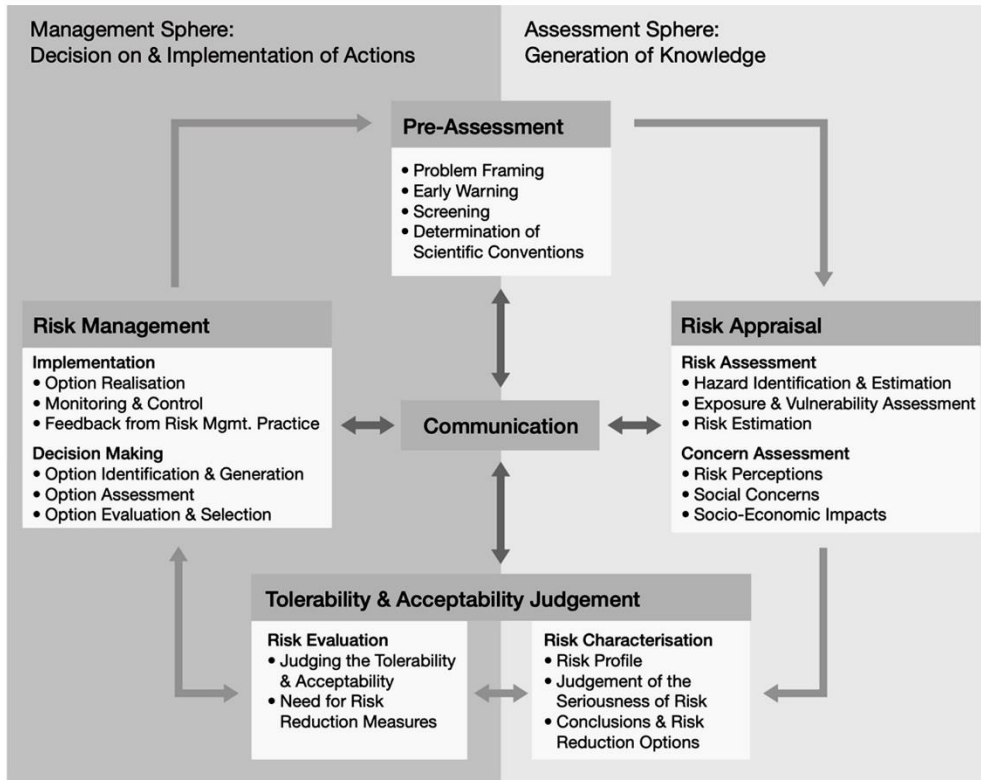 Management Sphere:
Decision on & Implementation of Actions
Assessment Sphere:
Generation of Knowledge
Pre-Assessment
• Problem Framing
• Early Warning
• Screening
• Determination of
Scientific Conventions
Risk Management
Implementation
• Option Realisation
• Monitoring & Control
• Feedback from Risk Mgmt. Practice
Decision Making
• Option Identification & Generation
• Option Assessment
• Option Evaluation & Selection
Communication
Risk Appraisal
Risk Assessment
• Hazard Identification & Estimation
• Exposure & Vulnerability Assessment
• Risk Estimation
Concern Assessment
• Risk Perceptions
• Social Concerns
• Socio-Economic Impacts
Tolerability & Acceptability Judgement
Risk Evaluation
• Judging the Tolerability
& Acceptability
• Need for Risk
Reduction Measures
Risk Characterisation
• Risk Profile
• Judgement of the
Seriousness of Risk
• Conclusions & Risk
Reduction Options